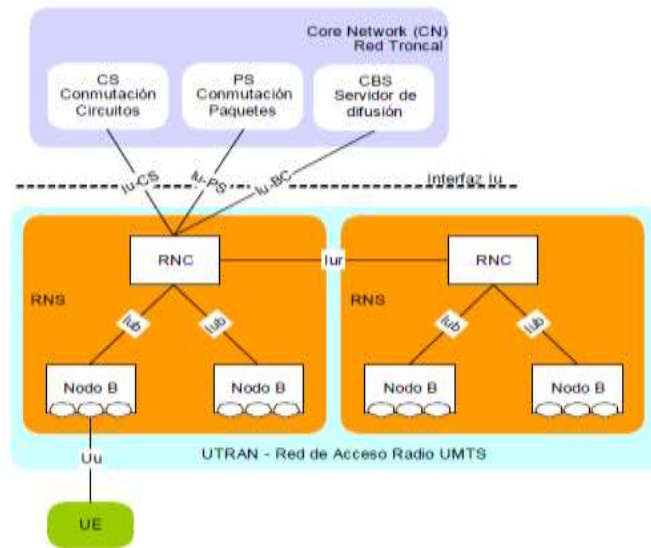 Core Network (CN)
Red Troncal
CS
Conmutación
Circuitos
PS
Conmutación
Paquetes
CBS
Servidor de
difusión
Iu-CS
Iu-PS
Iu-BC
Interfaz Iu
RNC
Iur
RNC
RNS
RNS
Iub
Iub
Iub
Iub
Nodo B
Nodo B
Nodo B
Nodo B
Uu
UTRAN - Red de Acceso Radio UMTS
UE